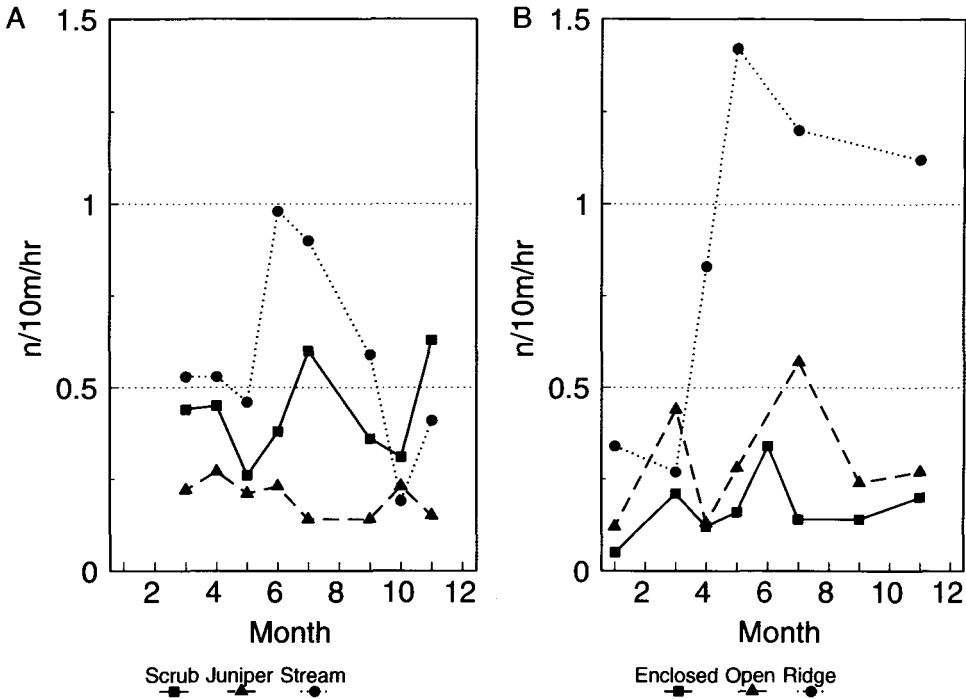 A
1.5
1
0.5
0
n/10m/hr
2 4 6 8 10 12
Month
Scrub Juniper Stream
B
1.5
1
0.5
0
n/10m/hr
2 4 6 8 10 12
Month
Enclosed Open Ridge